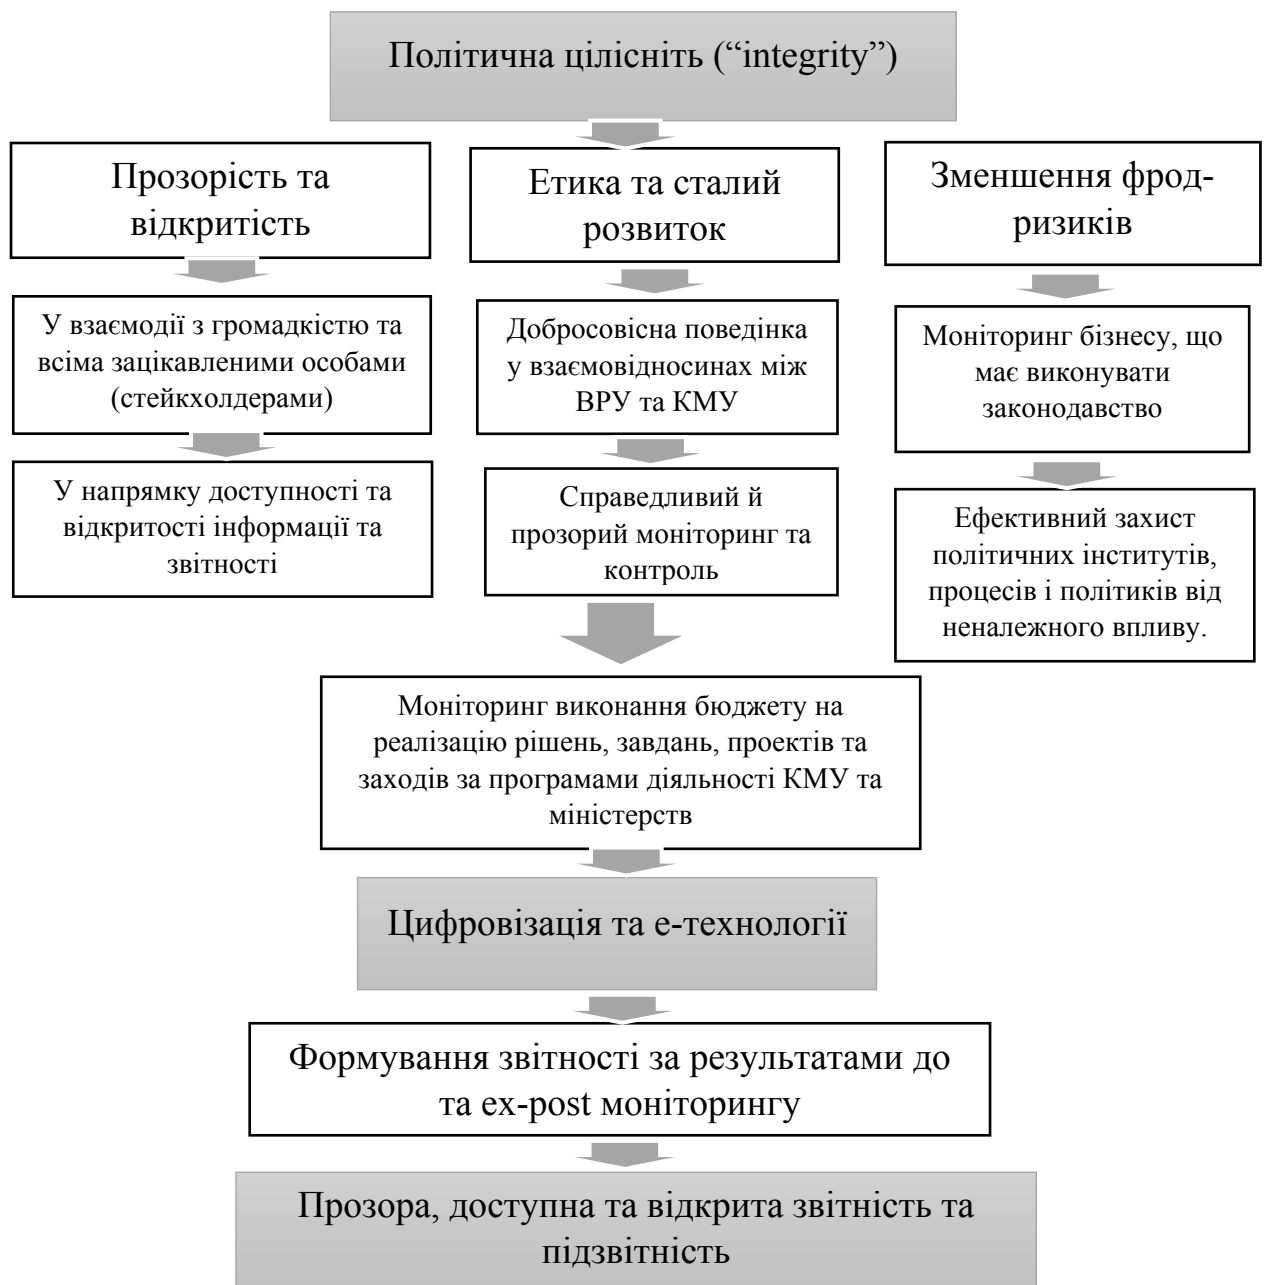 Політична цілісніть (“integrity”)
Прозорість та
відкритість
Етика та сталий
розвиток
Зменшення фрод-
ризиків
У взаємодії з громадкістю та
всіма зацікавленими особами
(стейкхолдерами)
Добросовісна поведінка
у взаємовідносинах між
ВРУ та КМУ
Моніторинг бізнесу, що
має виконувати
законодавство
У напрямку доступності та
відкритості інформації та
звітності
Справедливий й
прозорий моніторинг та
контроль
Ефективний захист
політичних інститутів,
процесів і політиків від
неналежного впливу.
Моніторинг виконання бюджету на
реалізацію рішень, завдань, проектів та
заходів за програмами діяльності КМУ та
міністерств
Цифровізація та е-технології
Формування звітності за результатами до
та ex-post моніторингу
Прозора, доступна та відкрита звітність та
підзвітність